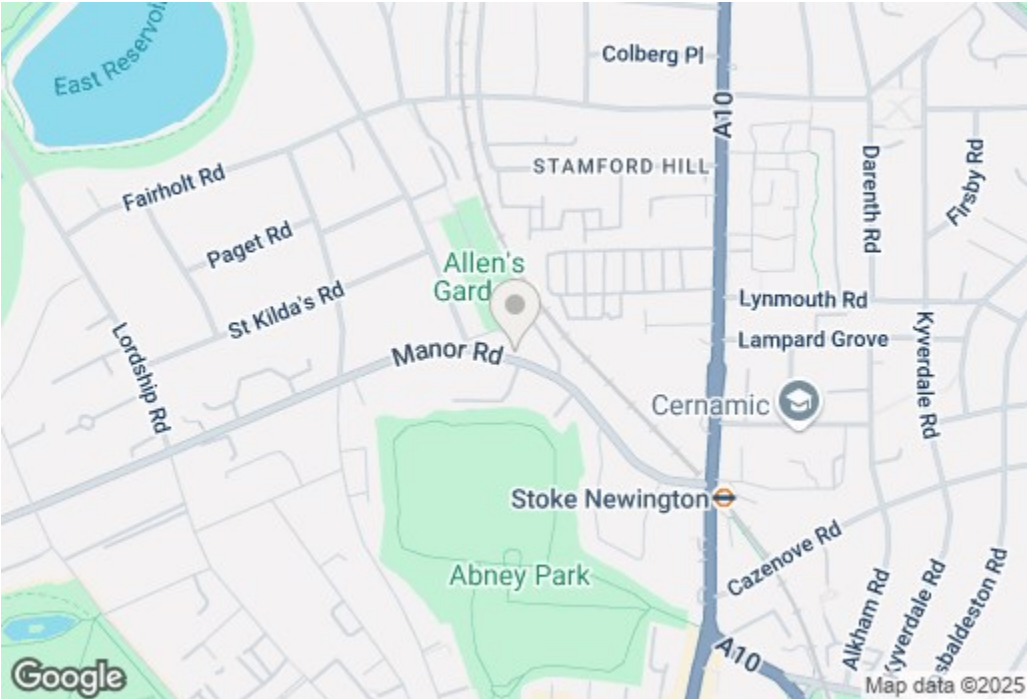 East Reservoir
Colberg Pl
A10
STAMFORD HILL
Fairholt Rd
Darenth Rd
Firsby Rd
Paget Rd
Allen's
Gard
St Kilda's Rd
Lynmouth Rd
Lampard Grove
Manor Rd
Lordship Rd
Kyverdale Rd
Cernamic
Stoke Newington
Cazenove Rd
Abney Park
Alkham Rd
Kyverdale Rd
sbaldeston Rd
A10
Google
Map data ©2025